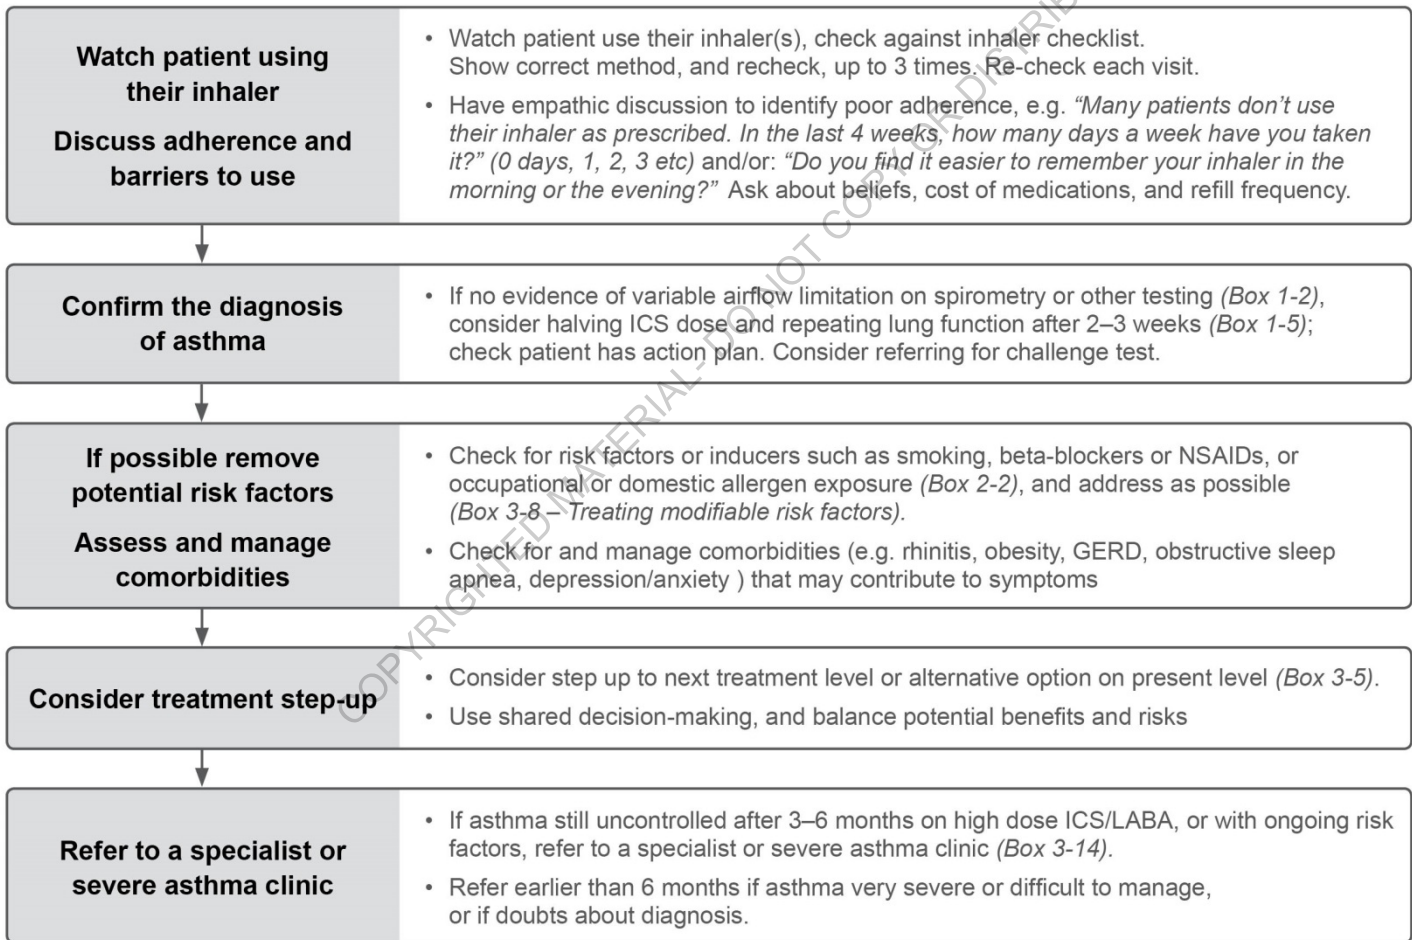 Watch patient using
their inhaler
Discuss adherence and
barriers to use
• Watch patient use their inhaler(s), check against inhaler checklist.
Show correct method, and recheck, up to 3 times. Re-check each visit.
• Have empathic discussion to identify poor adherence, e.g. “Many patients don’t use
their inhaler as prescribed. In the last 4 weeks, how many days a week have you taken
it?” (0 days, 1, 2, 3 etc) and/or: “Do you find it easier to remember your inhaler in the
morning or the evening?” Ask about beliefs, cost of medications, and refill frequency.
Confirm the diagnosis
of asthma
• If no evidence of variable airflow limitation on spirometry or other testing (Box 1-2),
consider halving ICS dose and repeating lung function after 2–3 weeks (Box 1-5);
check patient has action plan. Consider referring for challenge test.
If possible remove
potential risk factors
Assess and manage
comorbidities
• Check for risk factors or inducers such as smoking, beta-blockers or NSAIDs, or
occupational or domestic allergen exposure (Box 2-2), and address as possible
(Box 3-8 – Treating modifiable risk factors).
• Check for and manage comorbidities (e.g. rhinitis, obesity, GERD, obstructive sleep
apnea, depression/anxiety ) that may contribute to symptoms
Consider treatment step-up
• Consider step up to next treatment level or alternative option on present level (Box 3-5).
• Use shared decision-making, and balance potential benefits and risks
Refer to a specialist or
severe asthma clinic
• If asthma still uncontrolled after 3–6 months on high dose ICS/LABA, or with ongoing risk
factors, refer to a specialist or severe asthma clinic (Box 3-14).
• Refer earlier than 6 months if asthma very severe or difficult to manage,
or if doubts about diagnosis.
COPYRIGHTED MATERIAL- DO NOT COPY OR DISTRIB